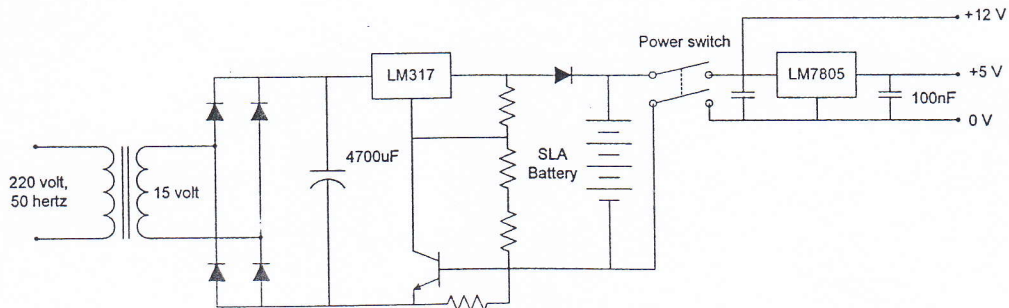 +12 V
Power switch
LM317
LM7805
+5 V
100nF
0 V
4700uF
SLA
Battery
220 volt,
50 hertz
15 volt